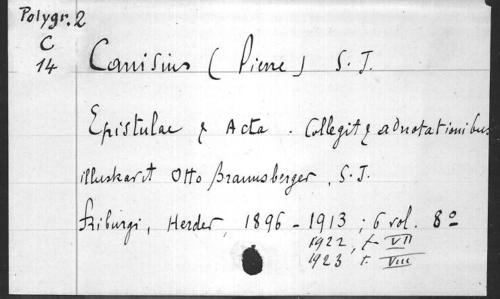 Polygr. 2
C
14
Canisius (Pierre) S. J.
Epistulae & Acta. Collegit & adnotationibus
illustravit Otto Braunsberger, S. J.
Friburgi, Herder, 1896-1913; 6 vol. 8º
1922, t. VII
1923 t. VIII